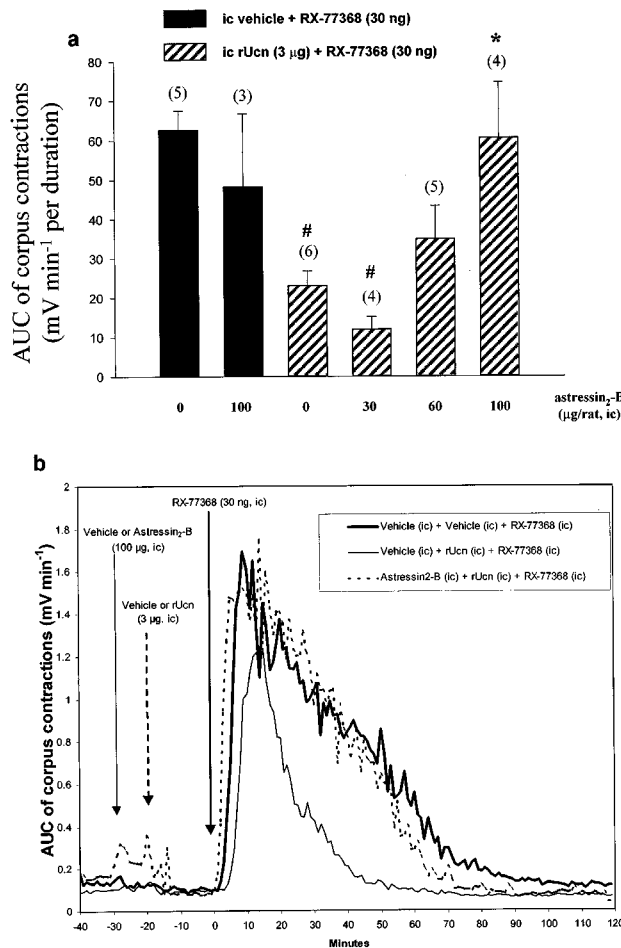 ic vehicle + RX-77368 (30 ng)
a
ic rUcn (3 μg) + RX-77368 (30 ng)
*
(5)
(3)
#
(6)
#
(4)
(5)
(4)
AUC of corpus contractions
(mV min⁻¹ per duration)
80
70
60
50
40
30
20
10
0
0
100
0
30
60
100
astressin₂-B
(μg/rat, ic)
b
AUC of corpus contractions (mV min⁻¹)
2
1.8
1.6
1.4
1.2
1
0.8
0.6
0.4
0.2
0
RX-77368 (30 ng, ic)
Vehicle or Astressin₂-B
(100 μg, ic)
Vehicle or rUcn
(3 μg, ic)
Vehicle (ic) + Vehicle (ic) + RX-77368 (ic)
Vehicle (ic) + rUcn (ic) + RX-77368 (ic)
Astressin2-B (ic) + rUcn (ic) + RX-77368 (ic)
-40
-30
-20
-10
0
10
20
30
40
50
60
70
80
90
100
110
120
Minutes